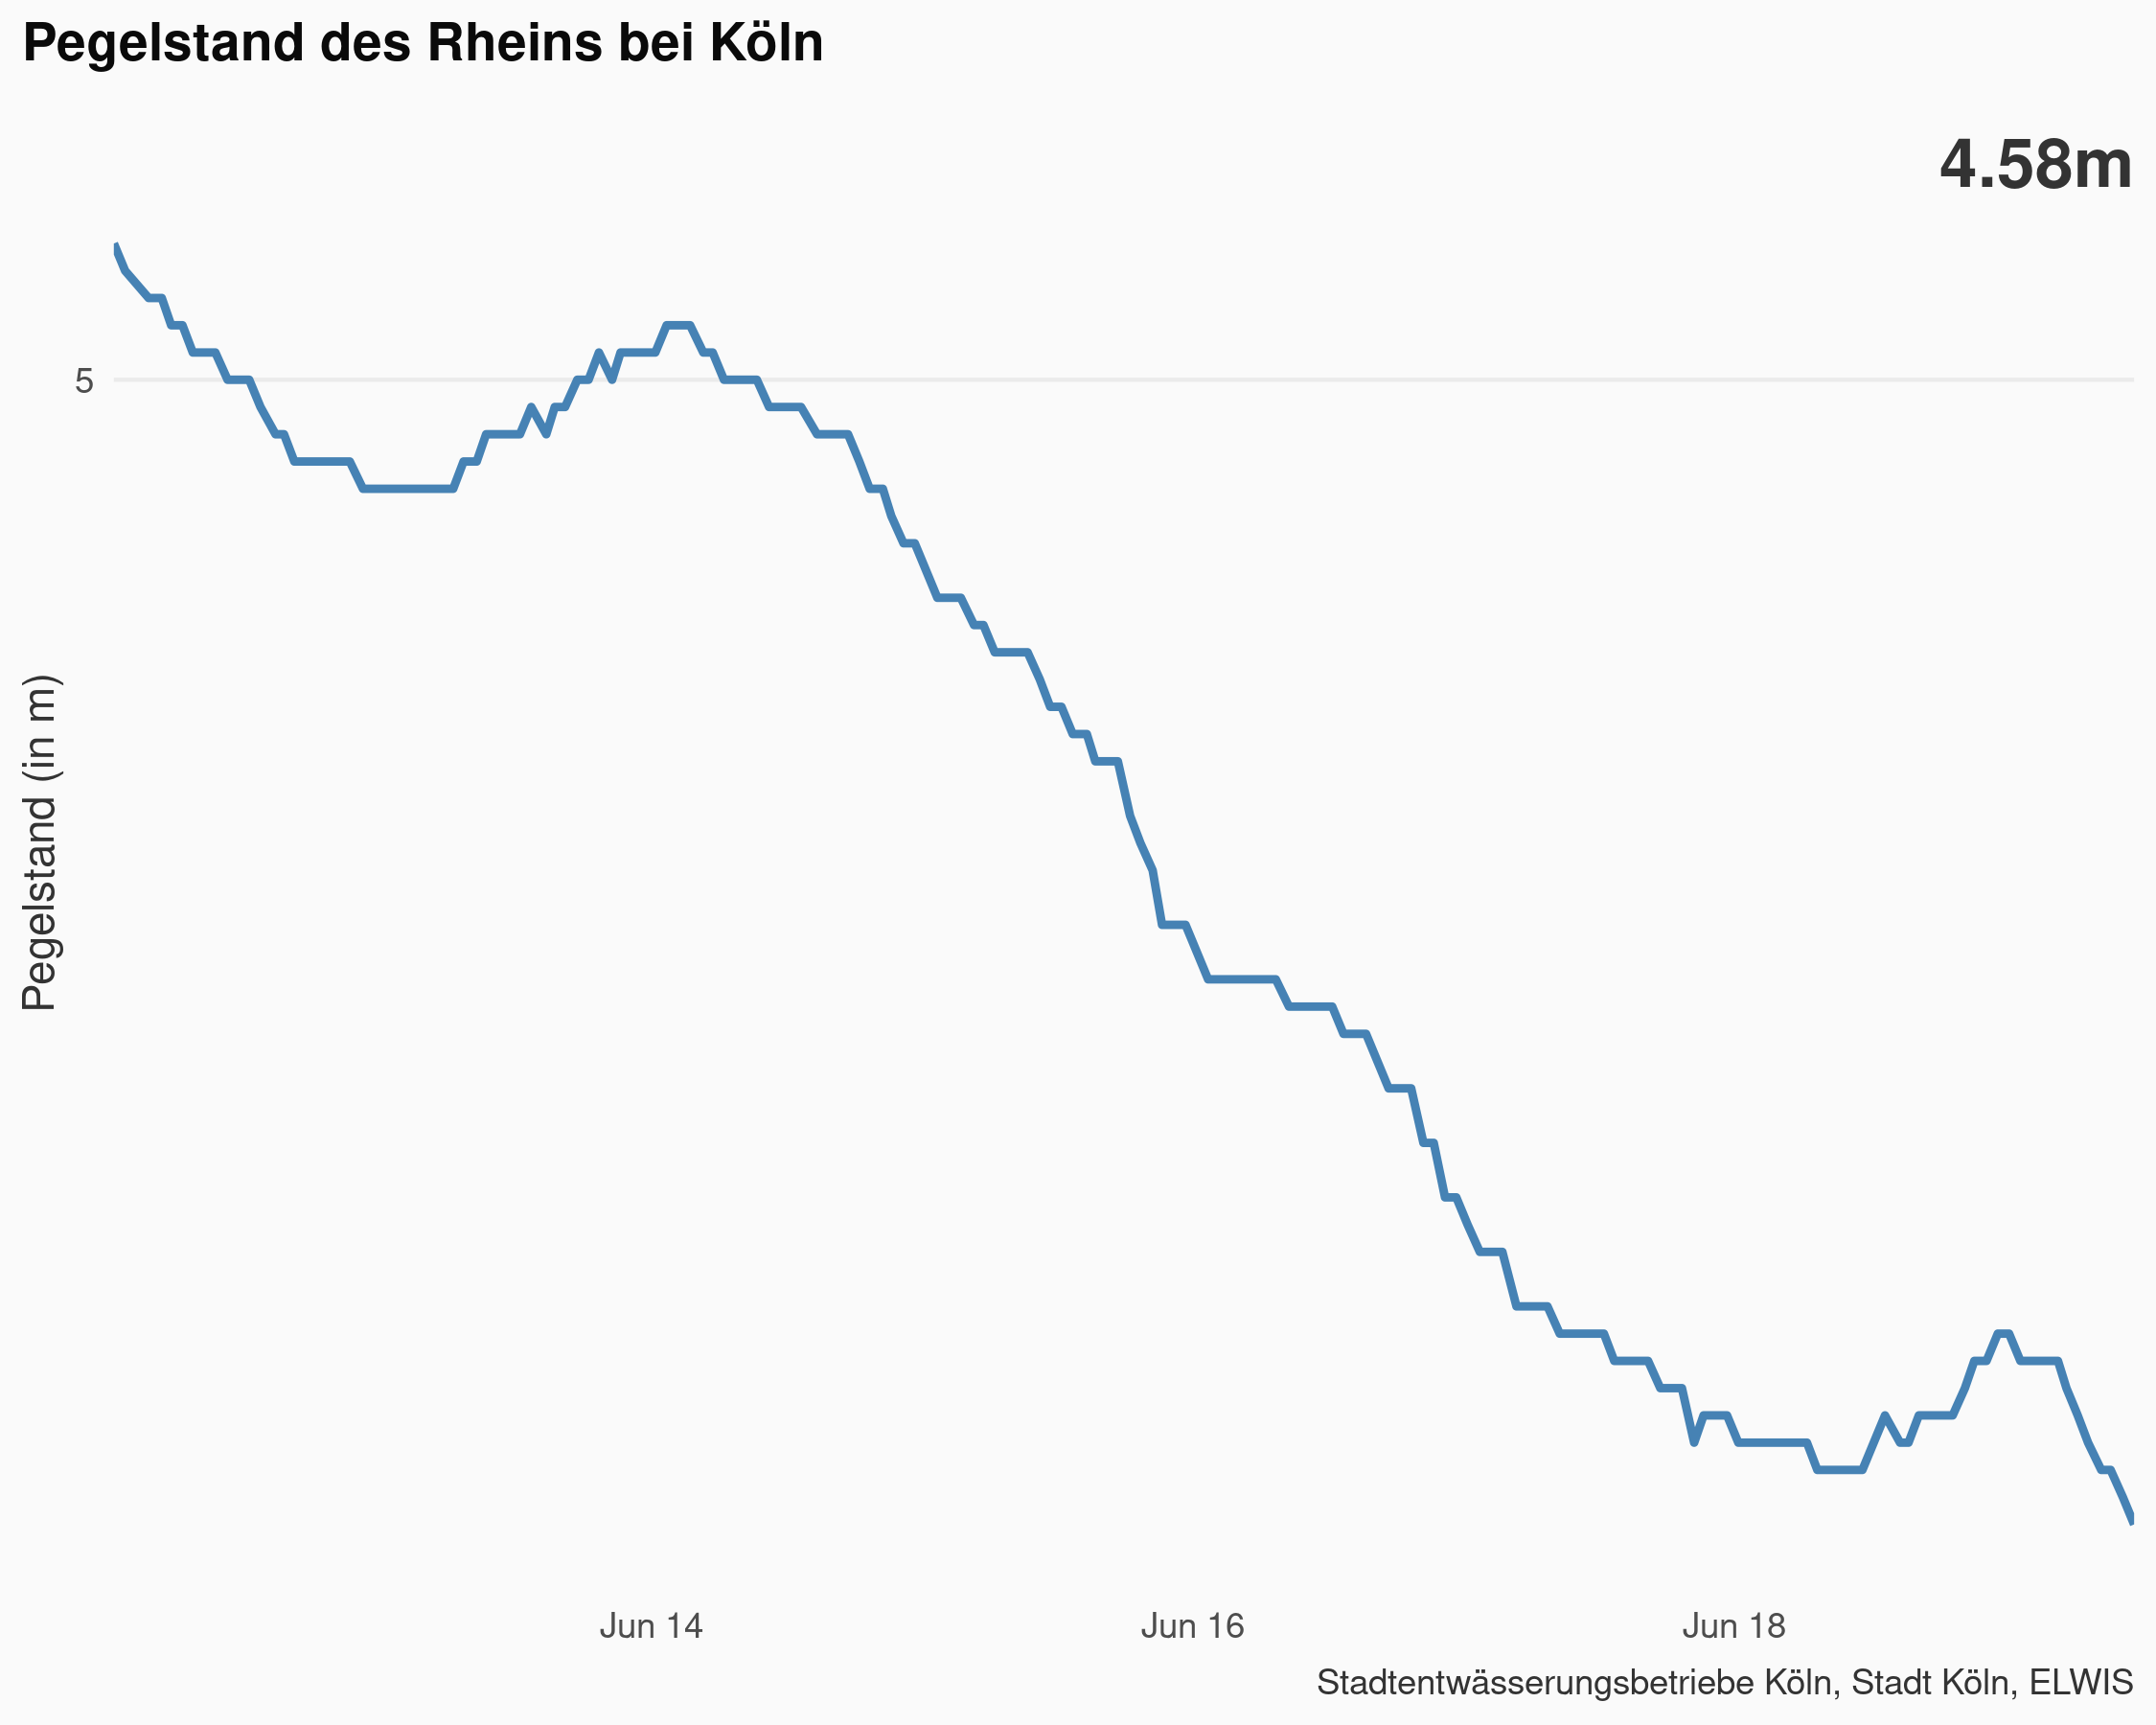 Pegelstand des Rheins bei Köln
4.58m
5
Pegelstand (in m)
Jun 14
Jun 16
Jun 18
Stadtentwässerungsbetriebe Köln, Stadt Köln, ELWIS